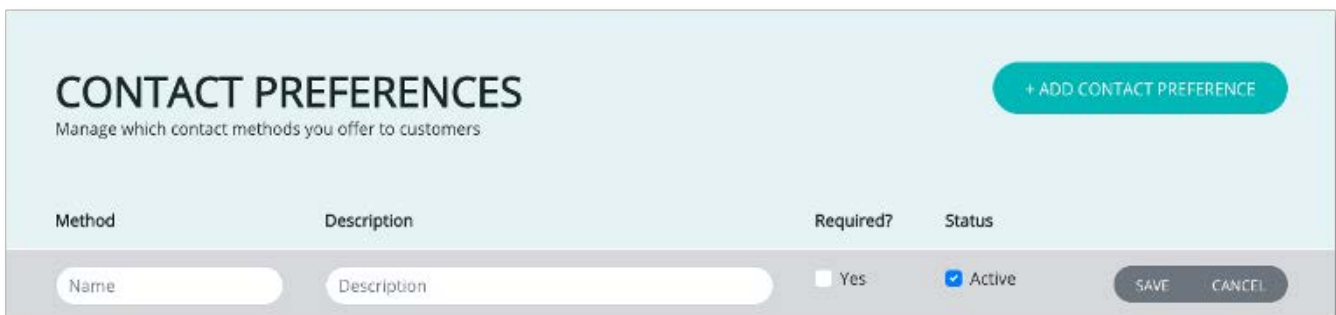 CONTACT PREFERENCES
+ ADD CONTACT PREFERENCE
Manage which contact methods you offer to customers
Method Description Required? Status
Name Description Yes Active SAVE CANCEL